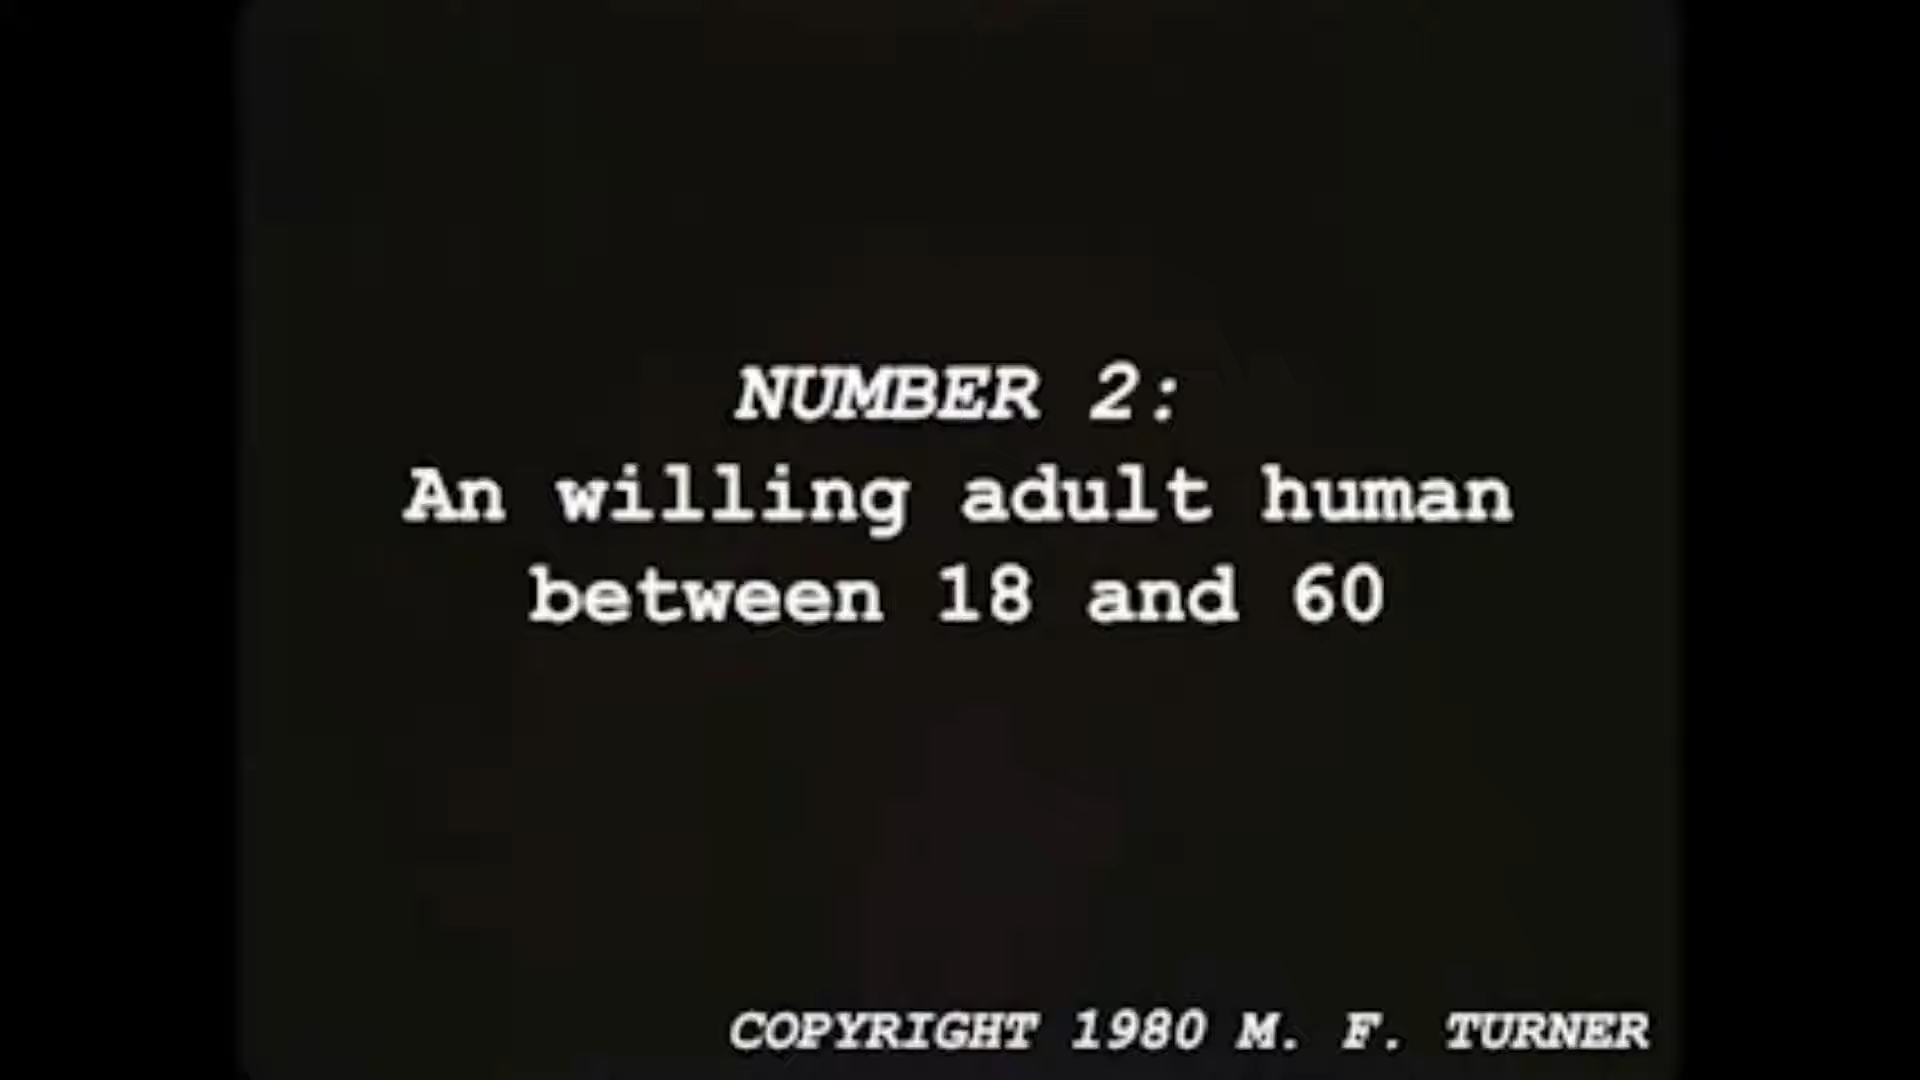 NUMBER 2:
An willing adult human
between 18 and 60
COPYRIGHT 1980 M. F. TURNER